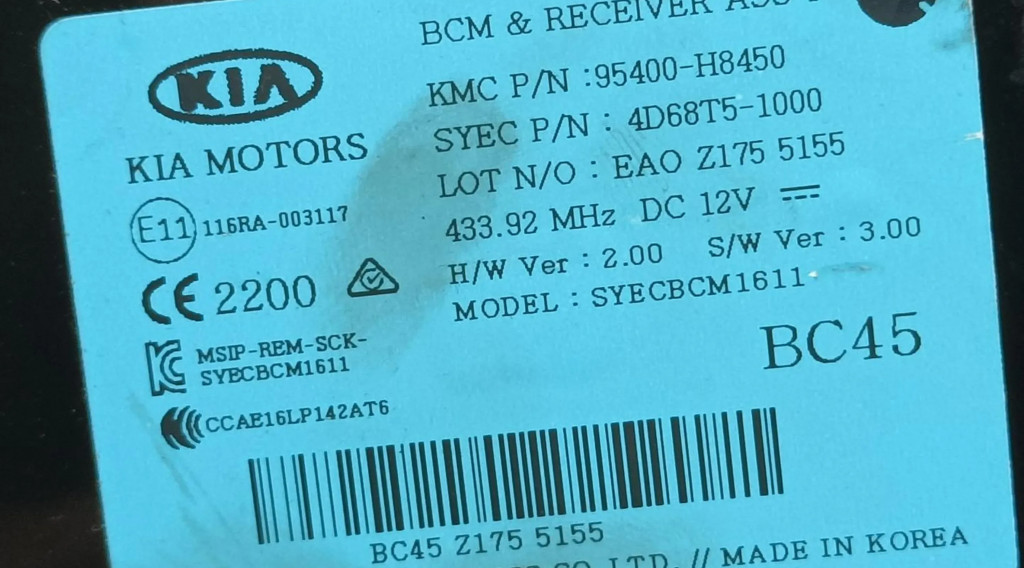 BCM & RECEIVER
KIA
KIA MOTORS
KMC P/N :95400-H8450
SYEC P/N : 4D68T5-1000
LOT N/O : EAO Z175 5155
E11 116RA-003117
433.92 MHz DC 12V
H/W Ver : 2.00 S/W Ver : 3.00
CE 2200
MODEL : SYECBCM1611
MSIP-REM-SCK-
SYECBCM1611
BC45
CCAE16LP142AT6
BC45 Z175 5155
CO.,LTD. // MADE IN KOREA